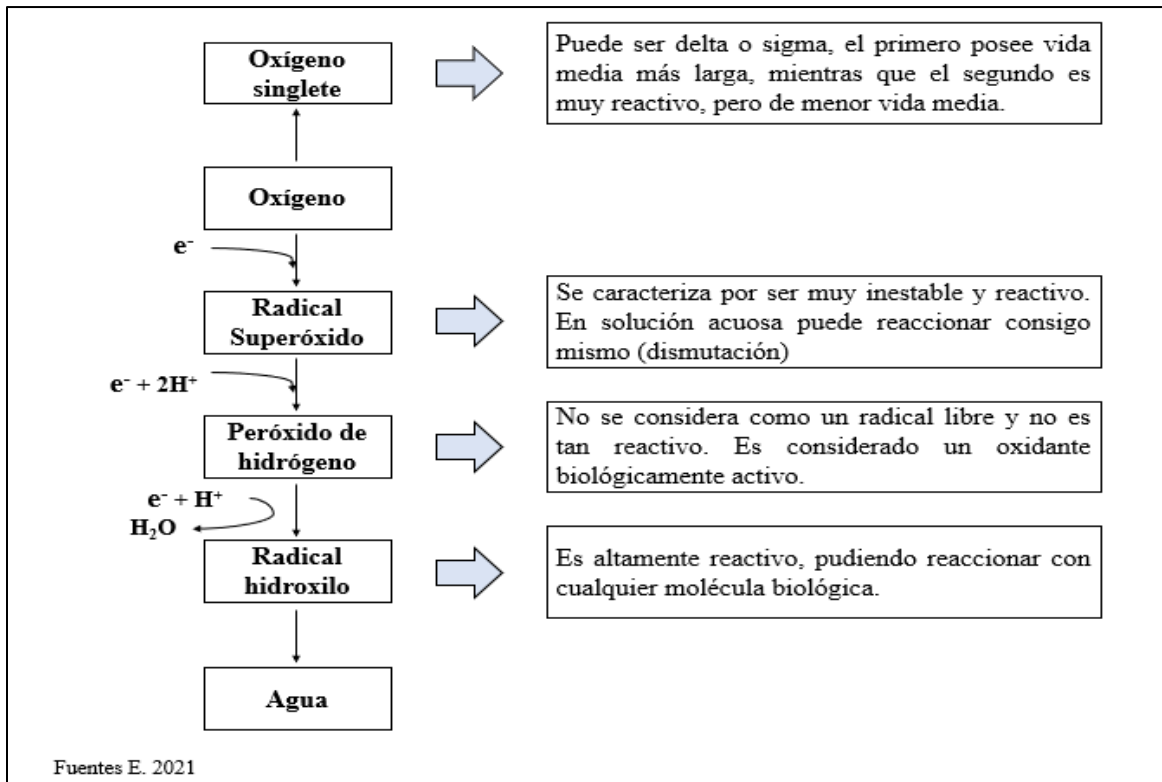 Oxígeno
singlete
Puede ser delta o sigma, el primero posee vida
media más larga, mientras que el segundo es
muy reactivo, pero de menor vida media.
Oxígeno
e⁻
Radical
Superóxido
Se caracteriza por ser muy inestable y reactivo.
En solución acuosa puede reaccionar consigo
mismo (dismutación)
e⁻ + 2H⁺
Peróxido de
hidrógeno
No se considera como un radical libre y no es
tan reactivo. Es considerado un oxidante
biológicamente activo.
e⁻ + H⁺
H₂O
Radical
hidroxilo
Es altamente reactivo, pudiendo reaccionar con
cualquier molécula biológica.
Agua
Fuentes E. 2021